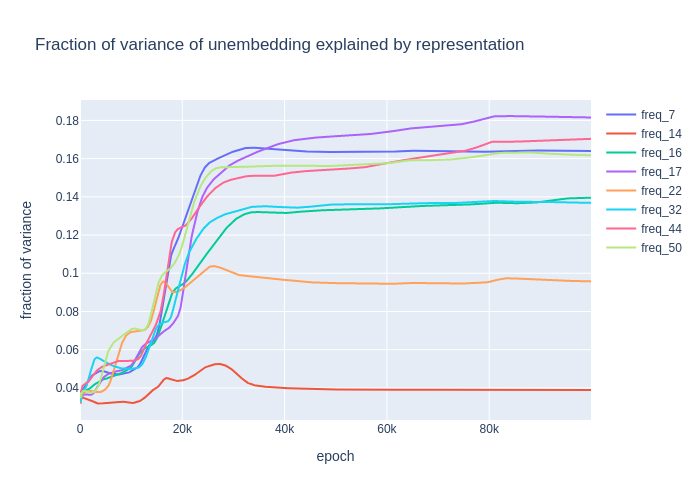 Fraction of variance of unembedding explained by representation
0.18
0.16
0.14
0.12
0.1
0.08
0.06
0.04
fraction of variance
0
20k
40k
60k
80k
epoch
freq_7
freq_14
freq_16
freq_17
freq_22
freq_32
freq_44
freq_50